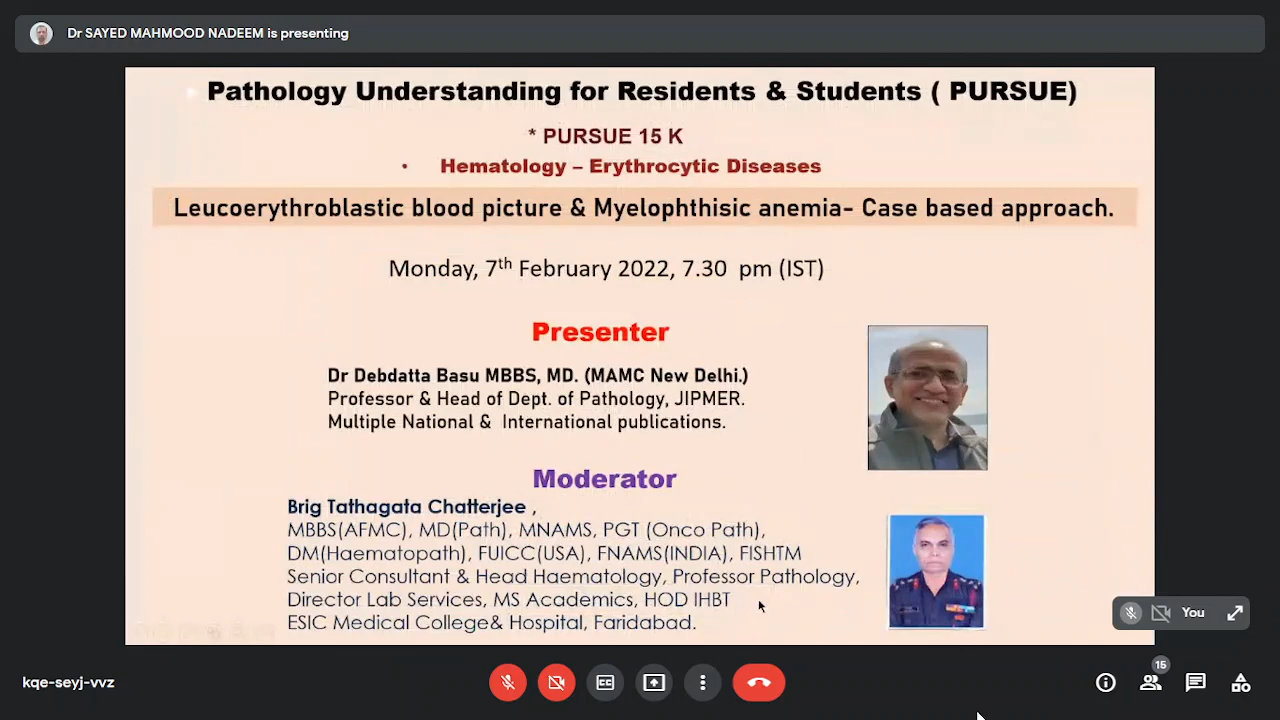 Dr SAYED MAHMOOD NADEEM is presenting
Pathology Understanding for Residents & Students ( PURSUE)
* PURSUE 15 K
• Hematology – Erythrocytic Diseases
Leucoerythroblastic blood picture & Myelophthisic anemia- Case based approach.
Monday, 7th February 2022, 7.30 pm (IST)
Presenter
Dr Debdatta Basu MBBS, MD. (MAMC New Delhi.)
Professor & Head of Dept. of Pathology, JIPMER.
Multiple National & International publications.
Moderator
Brig Tathagata Chatterjee ,
MBBS(AFMC), MD(Path), MNAMS, PGT (Onco Path),
DM(Haematopath), FUICC(USA), FNAMS(INDIA), FISHTM
Senior Consultant & Head Haematology, Professor Pathology,
Director Lab Services, MS Academics, HOD IHBT
ESIC Medical College& Hospital, Faridabad.
You
kqe-seyj-vvz
CC
15